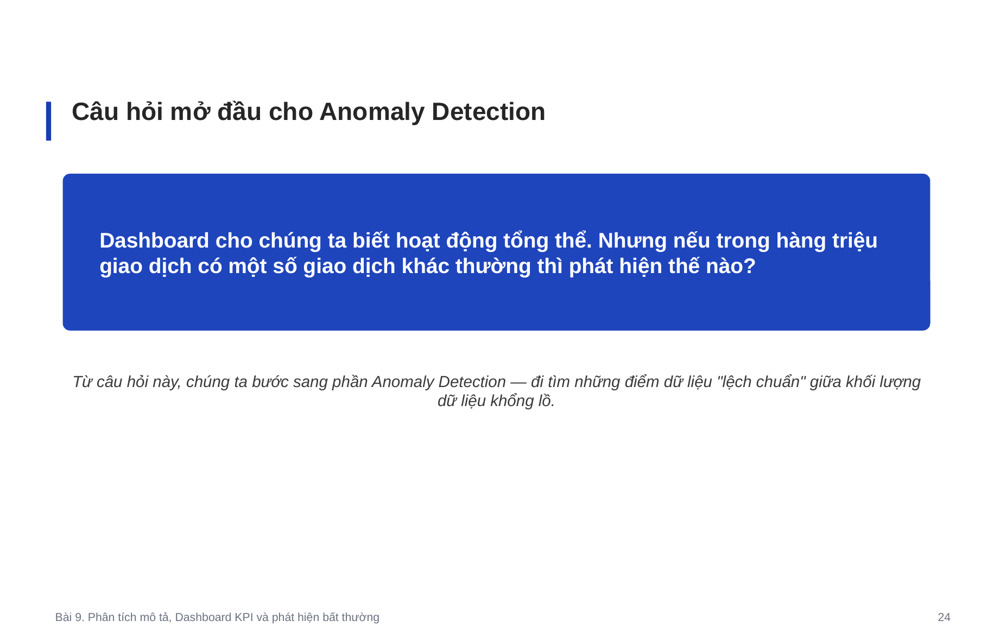 Câu hỏi mở đầu cho Anomaly Detection
Dashboard cho chúng ta biết hoạt động tổng thể. Nhưng nếu trong hàng triệu
giao dịch có một số giao dịch khác thường thì phát hiện thế nào?
Từ câu hỏi này, chúng ta bước sang phần Anomaly Detection — đi tìm những điểm dữ liệu "lệch chuẩn" giữa khối lượng
dữ liệu khổng lồ.
Bài 9. Phân tích mô tả, Dashboard KPI và phát hiện bất thường
24